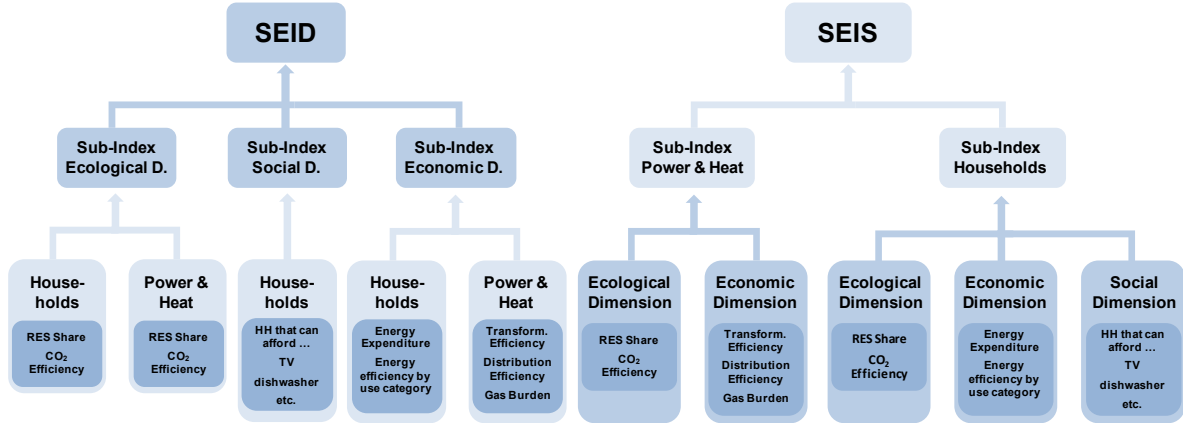 SEID
SEIS
Sub-Index
Ecological D.
Sub-Index
Social D.
Sub-Index
Economic D.
Sub-Index
Power & Heat
Sub-Index
Households
House-
holds
RES Share
CO₂
Efficiency
Power &
Heat
RES Share
CO₂
Efficiency
House-
holds
HH that can
afford ...
TV
dishwasher
etc.
House-
holds
Energy
Expenditure
Energy
efficiency by
use category
Power &
Heat
Transform.
Efficiency
Distribution
Efficiency
Gas Burden
Ecological
Dimension
RES Share
CO₂
Efficiency
Economic
Dimension
Transform.
Efficiency
Distribution
Efficiency
Gas Burden
Ecological
Dimension
RES Share
CO₂
Efficiency
Economic
Dimension
Energy
Expenditure
Energy
efficiency by
use category
Social
Dimension
HH that can
afford ...
TV
dishwasher
etc.